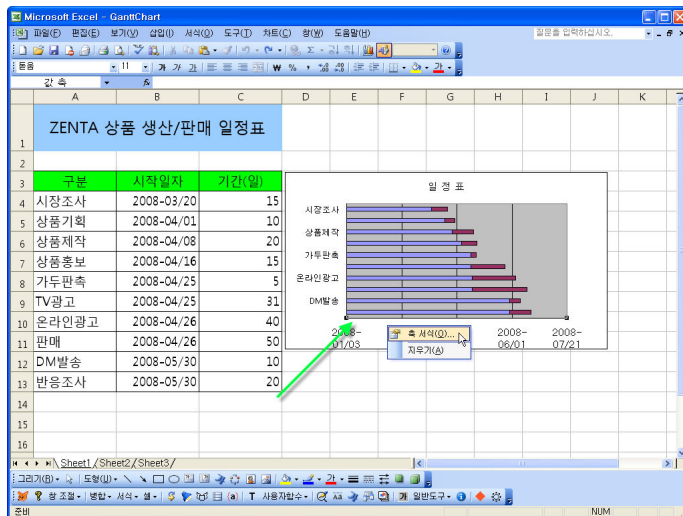 Microsoft Excel - GanttChart
파일(F) 편집(E) 보기(V) 삽입(I) 서식(O) 도구(T) 차트(C) 창(W) 도움말(H) 질문을 입력하십시오.
돋움 11 가 가 가 ₩ % ,
값 축 fx
A B C D E F G H I J K
1 ZENTA 상품 생산/판매 일정표
2
3 구분 시작일자 기간(일)
4 시장조사 2008-03/20 15
5 상품기획 2008-04/01 10
6 상품제작 2008-04/08 20
7 상품홍보 2008-04/16 15
8 가두판촉 2008-04/25 5
9 TV광고 2008-04/25 31
10 온라인광고 2008-04/26 40
11 판매 2008-04/26 50
12 DM발송 2008-05/30 10
13 반응조사 2008-05/30 20
14
15
16
일 정 표
시장조사
상품제작
가두판촉
온라인광고
DM발송
2008-01/03
2008-06/01
2008-07/21
축 서식(O)...
지우기(A)
Sheet1 / Sheet2 / Sheet3 /
그리기(R) 도형(U)
창 조절 병합 서식 셀 사용자함수 일반도구
준비 NUM